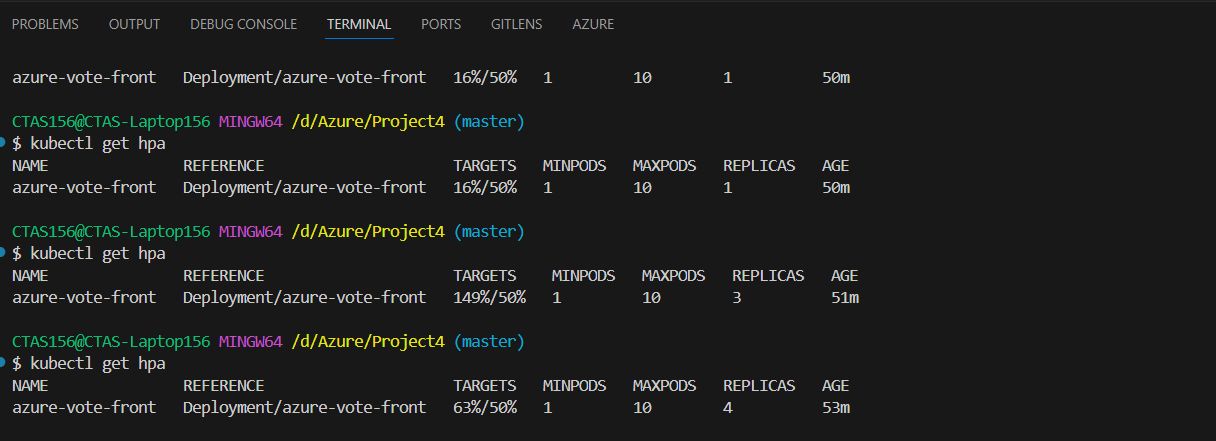 PROBLEMS OUTPUT DEBUG CONSOLE TERMINAL PORTS GITLENS AZURE
azure-vote-front Deployment/azure-vote-front 16%/50% 1 10 1 50m
CTAS156@CTAS-Laptop156 MINGW64 /d/Azure/Project4 (master)
$ kubectl get hpa
NAME REFERENCE TARGETS MINPODS MAXPODS REPLICAS AGE
azure-vote-front Deployment/azure-vote-front 16%/50% 1 10 1 50m
CTAS156@CTAS-Laptop156 MINGW64 /d/Azure/Project4 (master)
$ kubectl get hpa
NAME REFERENCE TARGETS MINPODS MAXPODS REPLICAS AGE
azure-vote-front Deployment/azure-vote-front 149%/50% 1 10 3 51m
CTAS156@CTAS-Laptop156 MINGW64 /d/Azure/Project4 (master)
$ kubectl get hpa
NAME REFERENCE TARGETS MINPODS MAXPODS REPLICAS AGE
azure-vote-front Deployment/azure-vote-front 63%/50% 1 10 4 53m